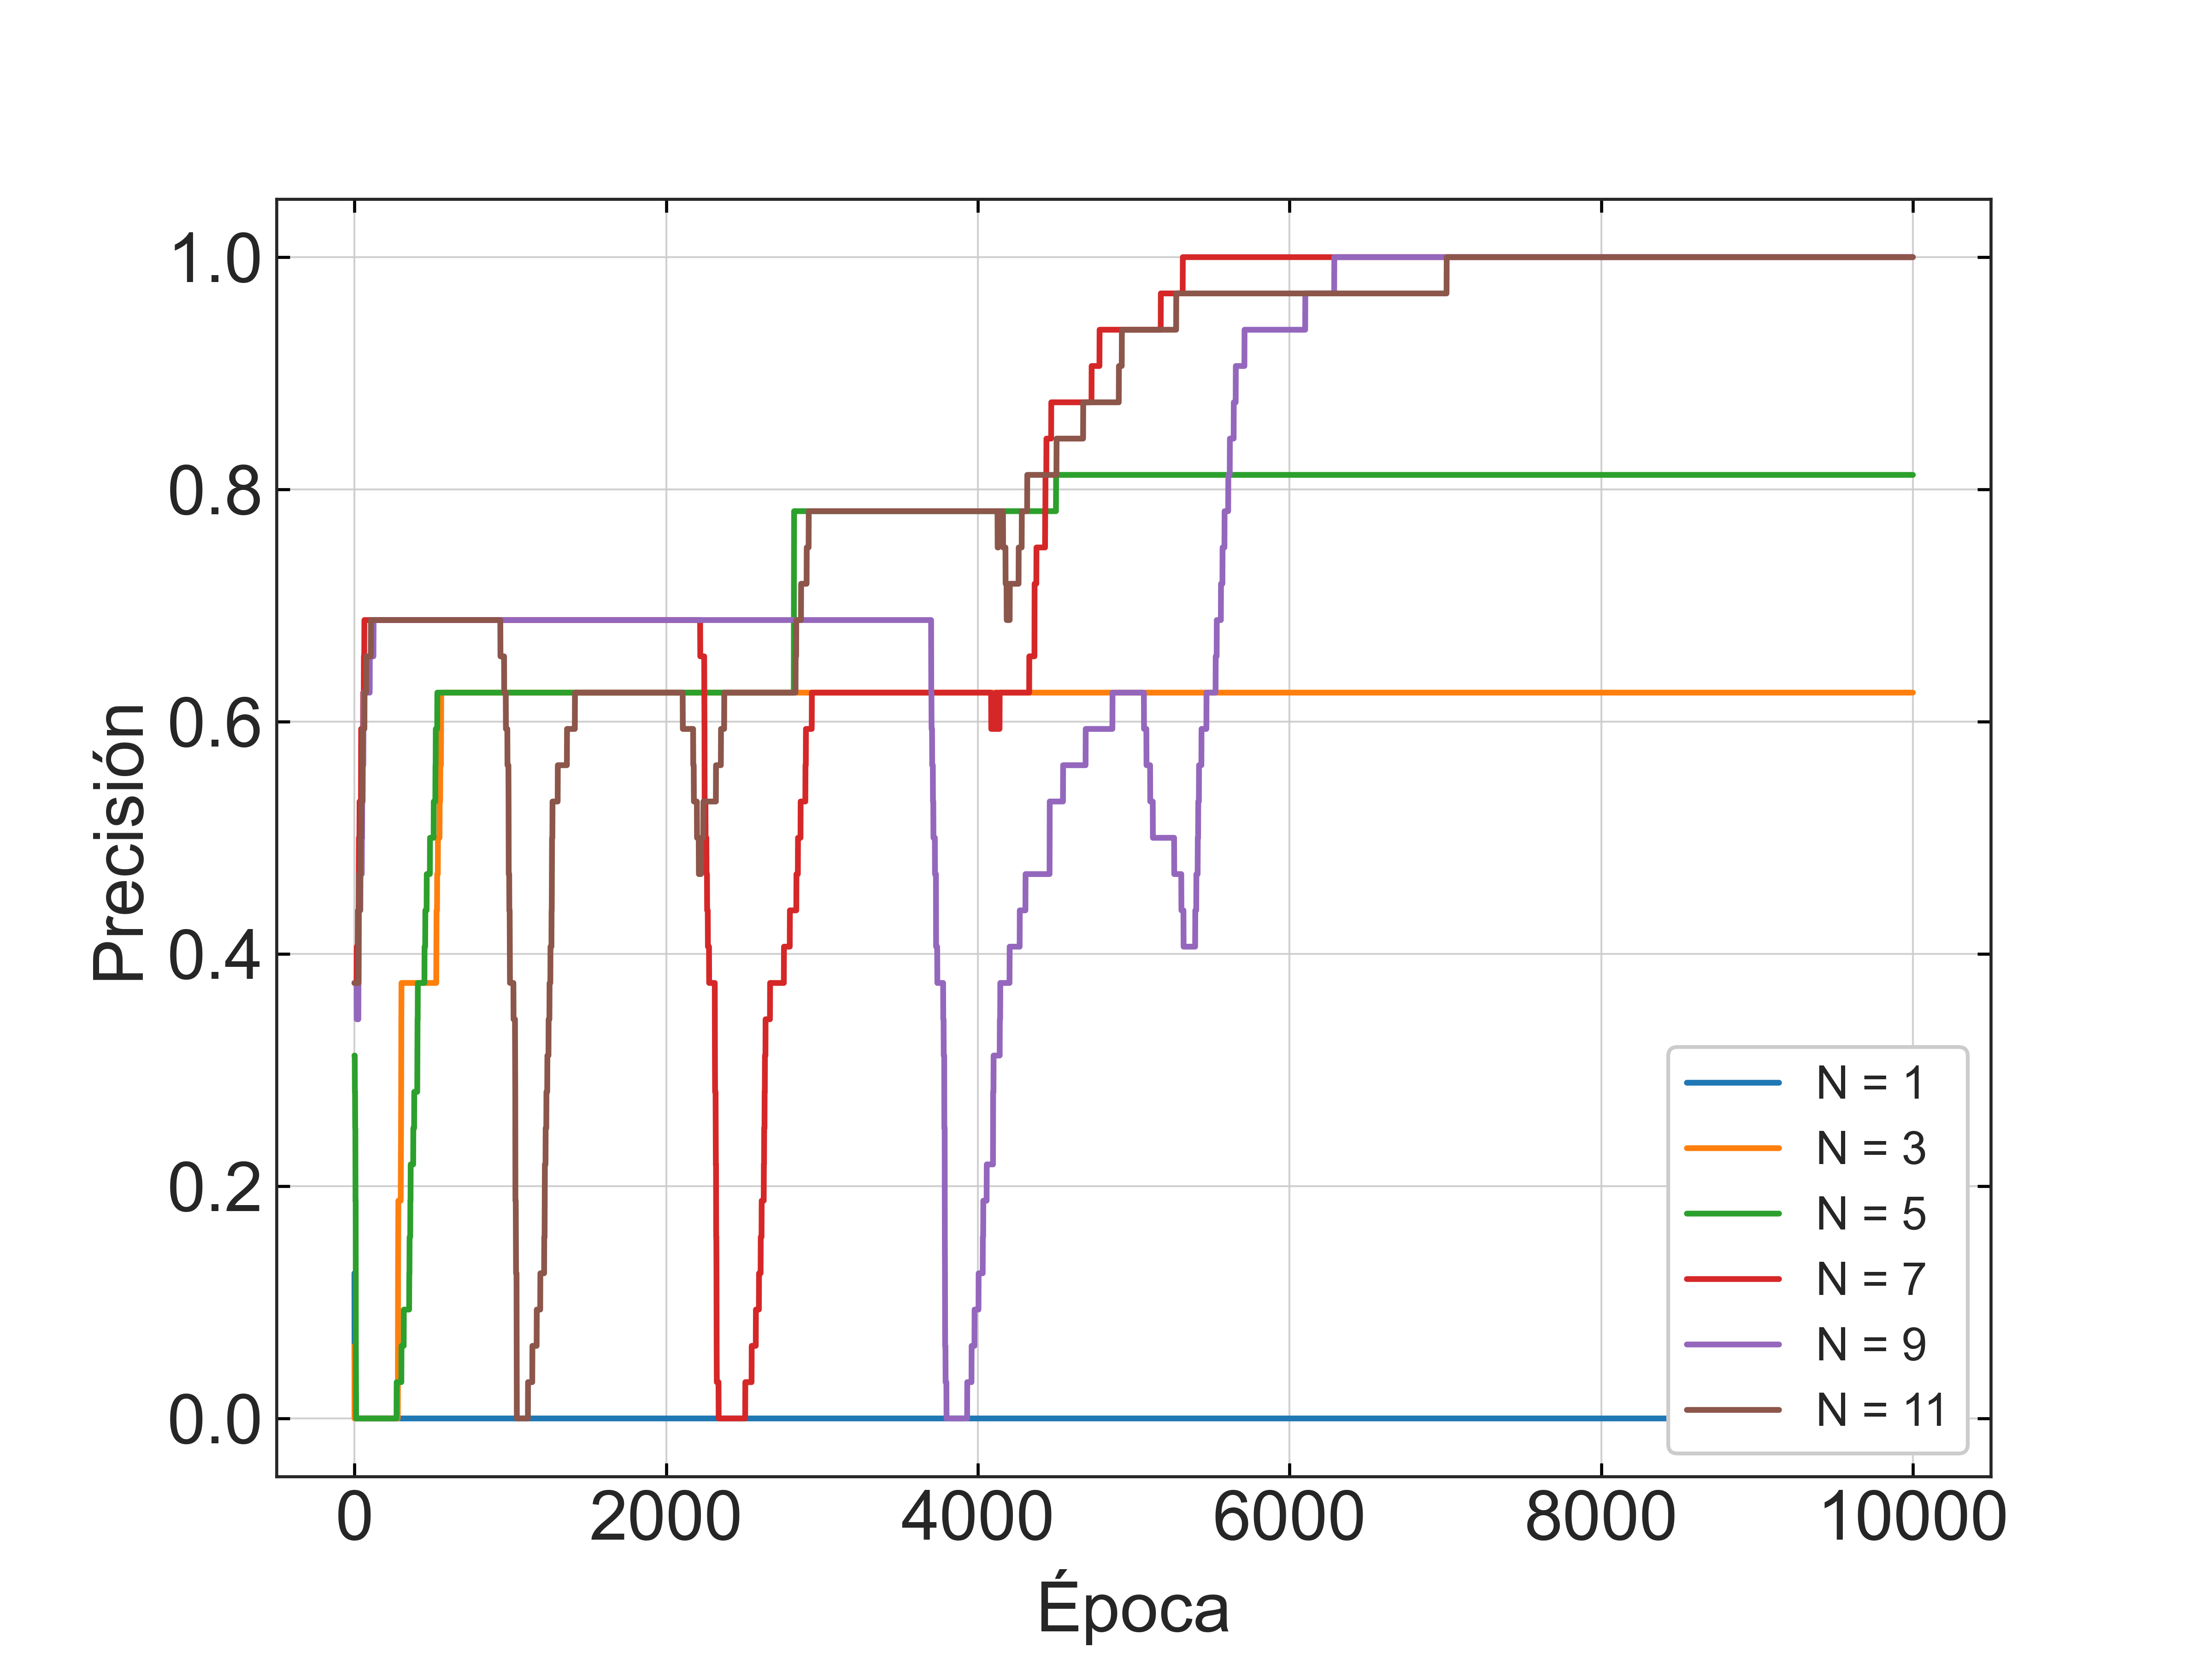 1.0
0.8
0.6
0.4
0.2
0.0
Precisión
0 2000 4000 6000 8000 10000
Época
N = 1
N = 3
N = 5
N = 7
N = 9
N = 11